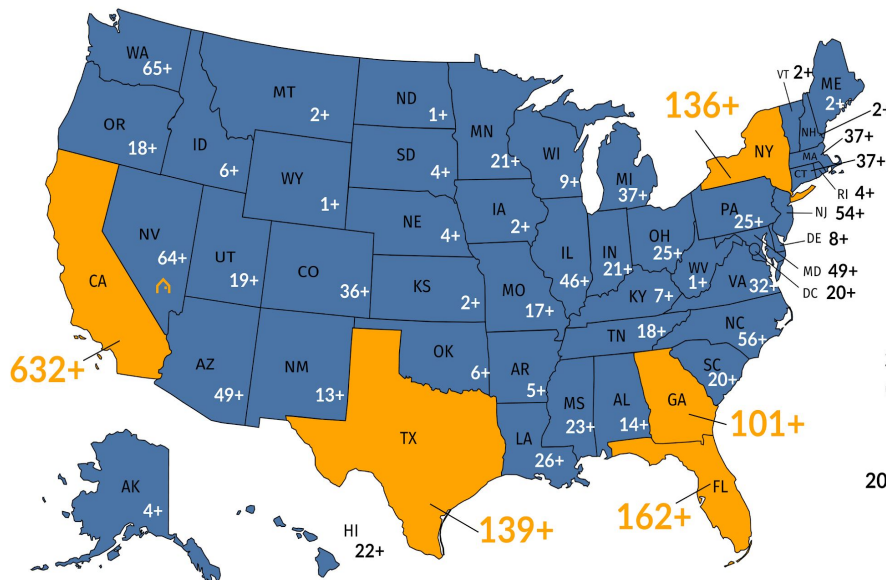 WA
65+
MT
2+
ND
1+
MN
21+
VT 2+
ME
2+
136+
NH
2+
OR
18+
ID
6+
SD
4+
WI
9+
MI
37+
NY
MA
37+
CT
37+
RI 4+
WY
1+
IA
2+
PA
25+
NJ 54+
NE
4+
NV
64+
UT
19+
CO
36+
IL
46+
IN
21+
OH
25+
WV
1+
DE 8+
MD 49+
DC 20+
VA 32+
CA
632+
KS
2+
MO
17+
KY 7+
TN 18+
NC
56+
AZ
49+
NM
13+
OK
6+
AR
5+
SC
20+
MS
23+
AL
14+
GA
101+
TX
139+
LA
26+
FL
162+
20
AK
4+
HI
22+